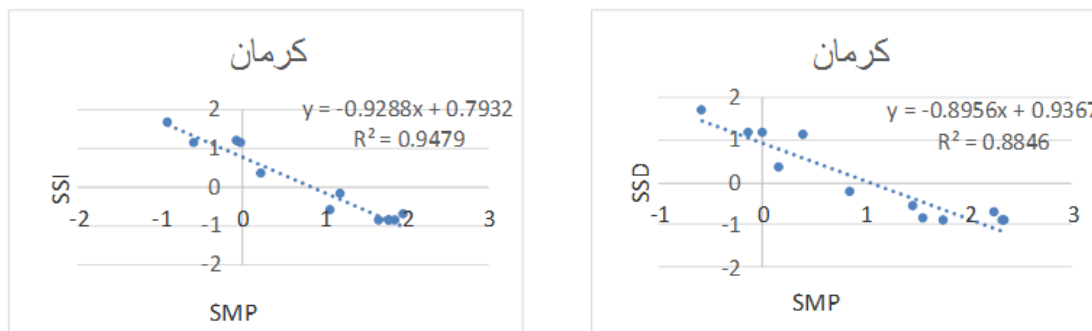 کرمان
y = -0.9288x + 0.7932
R² = 0.9479
SSI
2
1
0
-1
-2
-2 -1 0 1 2 3
SMP
کرمان
y = -0.8956x + 0.9367
R² = 0.8846
SSD
2
1
0
-1
-2
-1 0 1 2 3
SMP